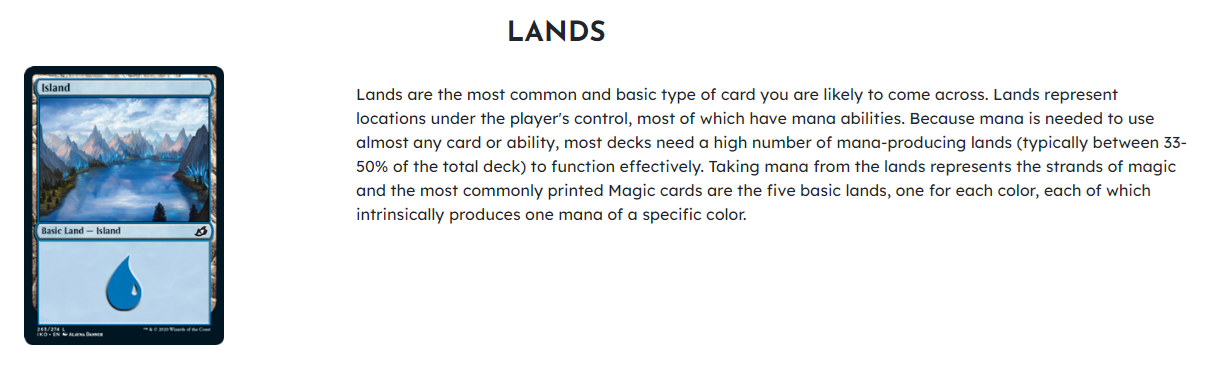 LANDS
Island
Lands are the most common and basic type of card you are likely to come across. Lands represent
locations under the player's control, most of which have mana abilities. Because mana is needed to use
almost any card or ability, most decks need a high number of mana-producing lands (typically between 33-
50% of the total deck) to function effectively. Taking mana from the lands represents the strands of magic
and the most commonly printed Magic cards are the five basic lands, one for each color, each of which
intrinsically produces one mana of a specific color.
Basic Land — Island
263/274 L
IKO • EN Alayna Danner
™ & © 2020 Wizards of the Coast